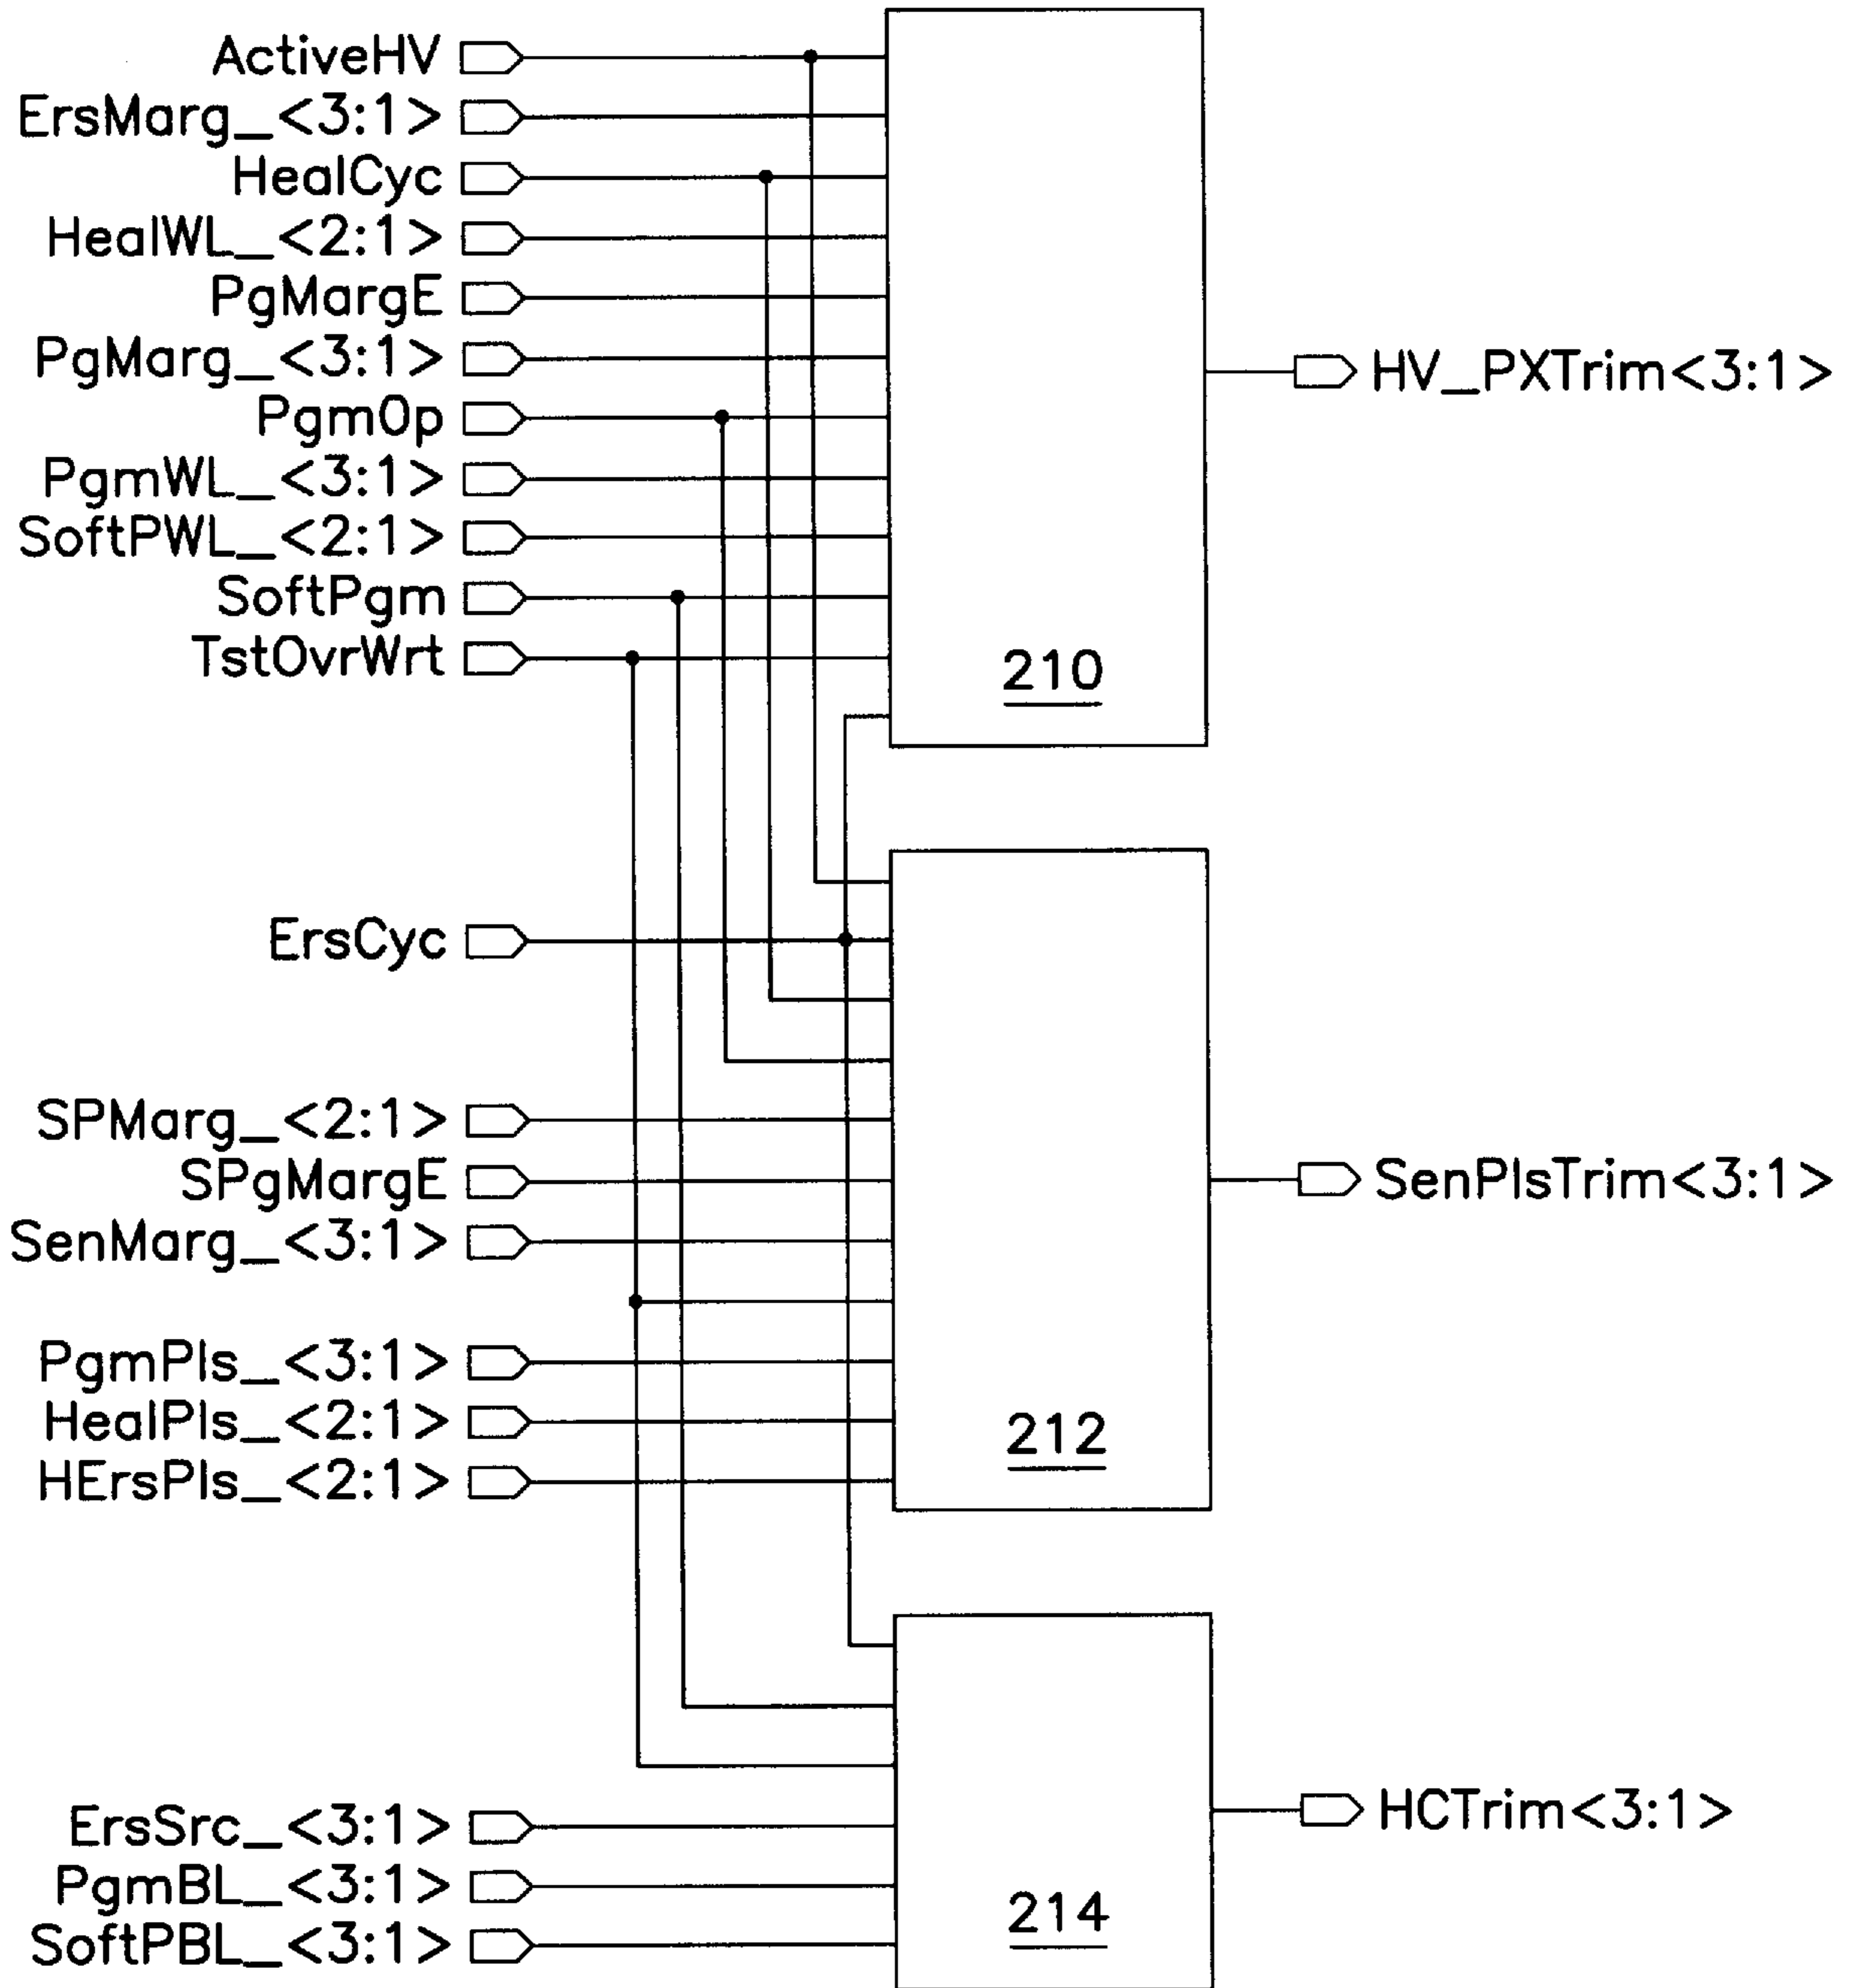 ActiveHV
ErsMarg_<3:1>
HealCyc
HealWL_<2:1>
PgMargE
PgMarg_<3:1>
HV_PXTrim<3:1>
PgmOp
PgmWL_<3:1>
SoftPWL_<2:1>
SoftPgm
TstOvrWrt
210
ErsCyc
SPMarg_<2:1>
SPgMargE
SenPlsTrim<3:1>
SenMarg_<3:1>
PgmPls_<3:1>
HealPls_<2:1>
212
HErsPls_<2:1>
HCTrim<3:1>
ErsSrc_<3:1>
PgmBL_<3:1>
214
SoftPBL_<3:1>